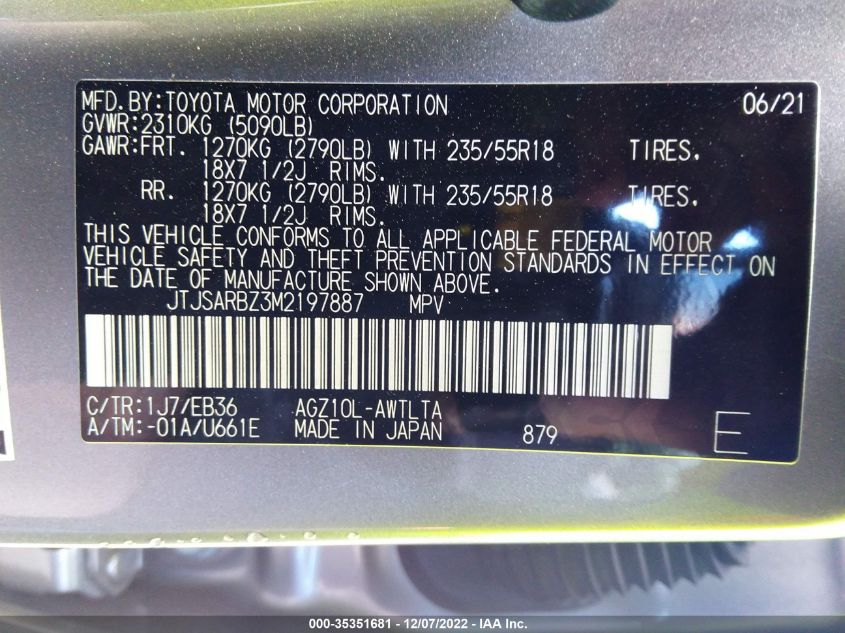 MFD.BY:TOYOTA MOTOR CORPORATION 06/21
GVWR:2310KG (5090LB)
GAWR:FRT. 1270KG (2790LB) WITH 235/55R18 TIRES.
18X7 1/2J RIMS.
RR. 1270KG (2790LB) WITH 235/55R18 TIRES.
18X7 1/2J RIMS.
THIS VEHICLE CONFORMS TO ALL APPLICABLE FEDERAL MOTOR
VEHICLE SAFETY AND THEFT PREVENTION STANDARDS IN EFFECT ON
THE DATE OF MANUFACTURE SHOWN ABOVE.
JTJSARBZ3M2197887 MPV
C/TR:1J7/EB36 AGZ10L-AWTLTA
A/TM:-01A/U661E MADE IN JAPAN 879 E
000-35351681 - 12/07/2022 - IAA Inc.